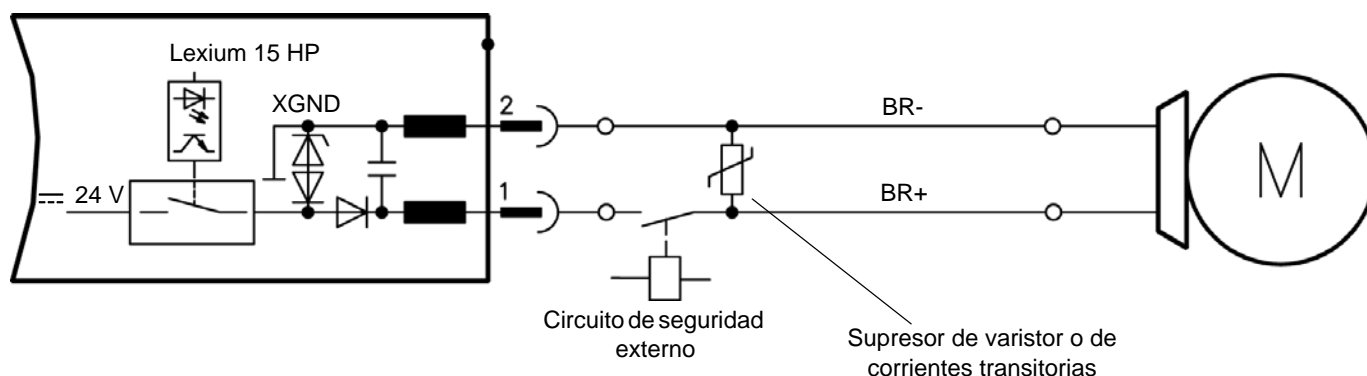 Lexium 15 HP
XGND
2
BR-
24 V
1
BR+
M
Circuito de seguridad
externo
Supresor de varistor o de
corrientes transitorias